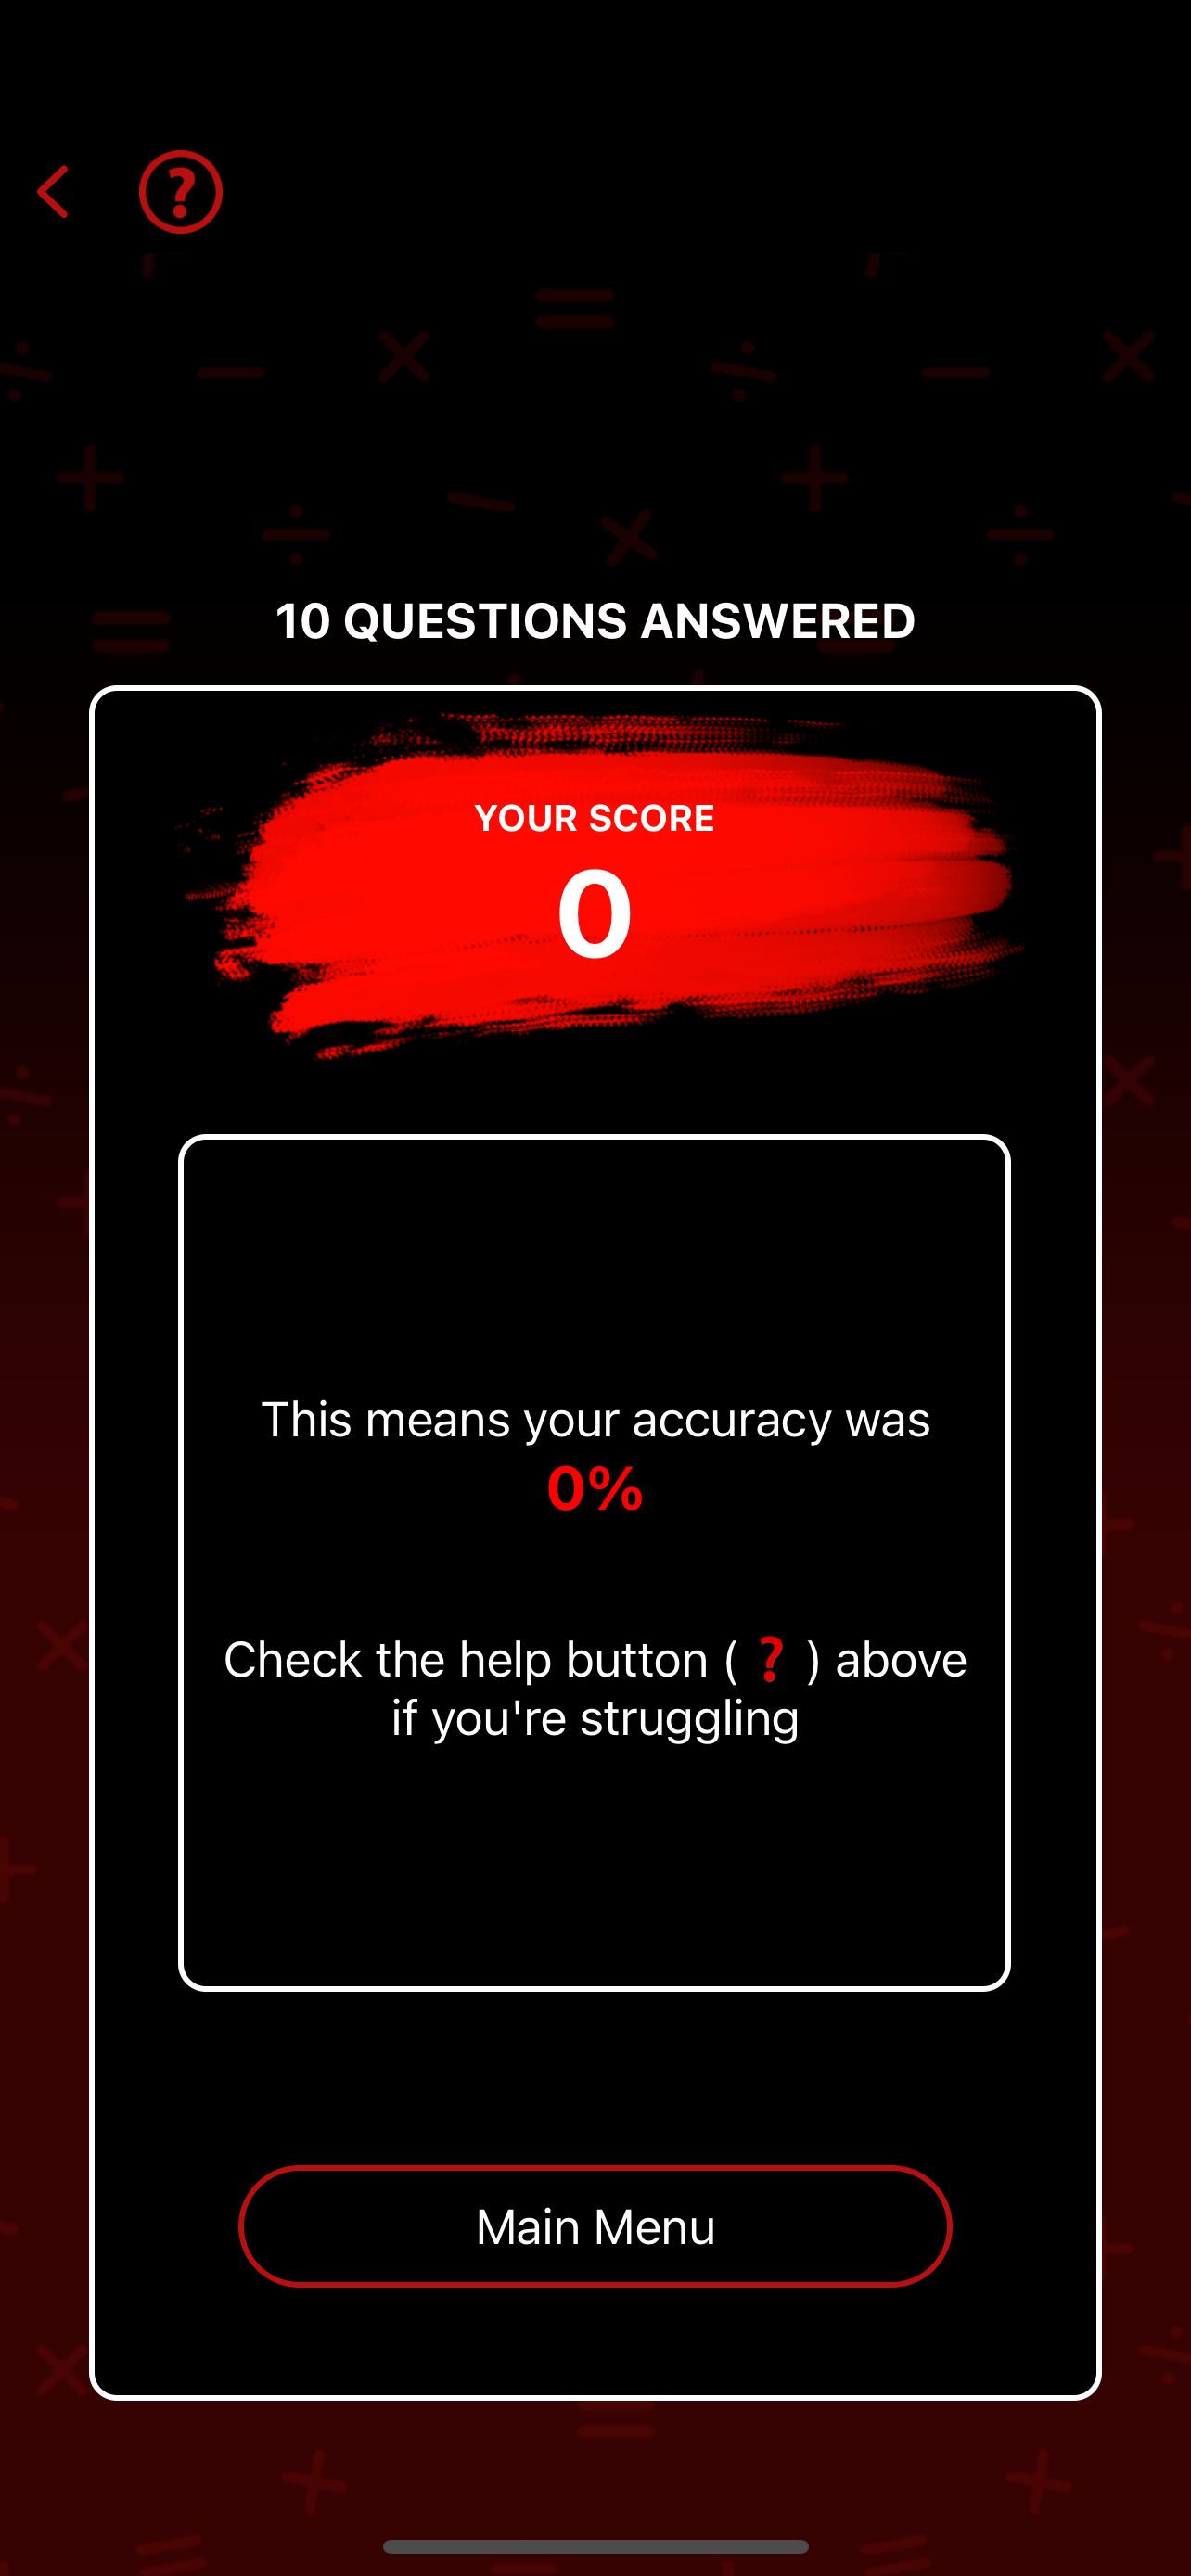 ?
10 QUESTIONS ANSWERED
YOUR SCORE
0
This means your accuracy was
0%
Check the help button ( ? ) above
if you're struggling
Main Menu